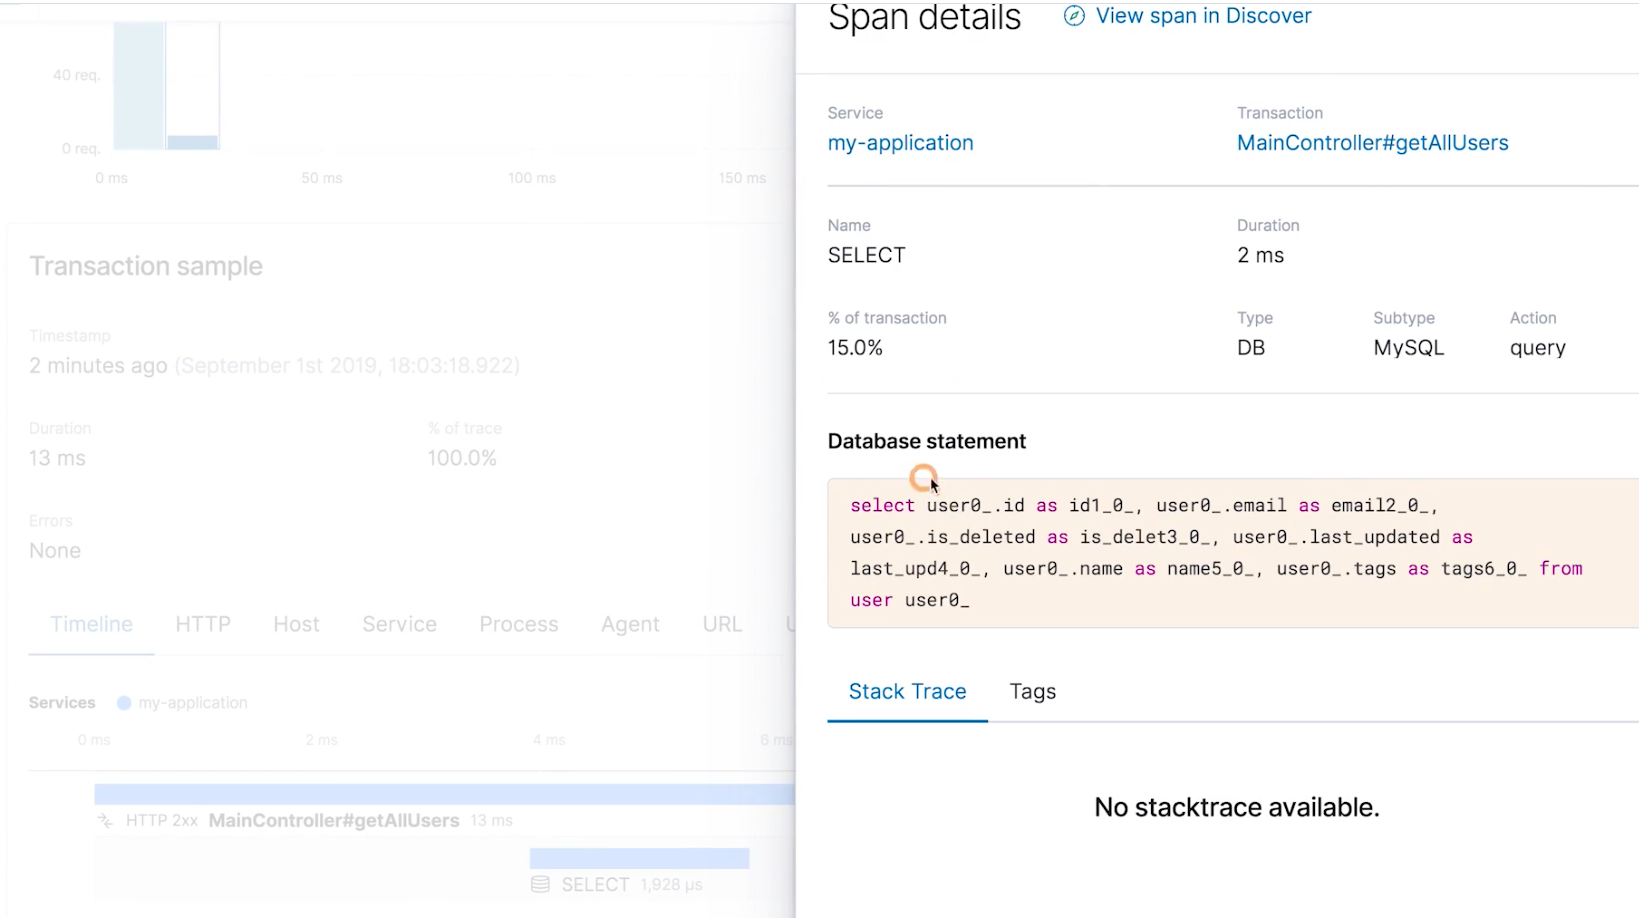 Span details
View span in Discover
40 req.
0 req.
0 ms
50 ms
100 ms
150 ms
Service
my-application
Transaction
MainController#getAllUsers
Name
SELECT
Duration
2 ms
% of transaction
15.0%
Type
DB
Subtype
MySQL
Action
query
Database statement
select user0_.id as id1_0_, user0_.email as email2_0_,
user0_.is_deleted as is_delet3_0_, user0_.last_updated as
last_upd4_0_, user0_.name as name5_0_, user0_.tags as tags6_0_ from
user user0_
Stack Trace
Tags
No stacktrace available.
Transaction sample
Timestamp
2 minutes ago (September 1st 2019, 18:03:18.922)
Duration
13 ms
% of trace
100.0%
Errors
None
Timeline
HTTP
Host
Service
Process
Agent
URL
Services
my-application
0 ms
2 ms
4 ms
6 ms
HTTP 2xx MainController#getAllUsers 13 ms
SELECT 1,928 μs